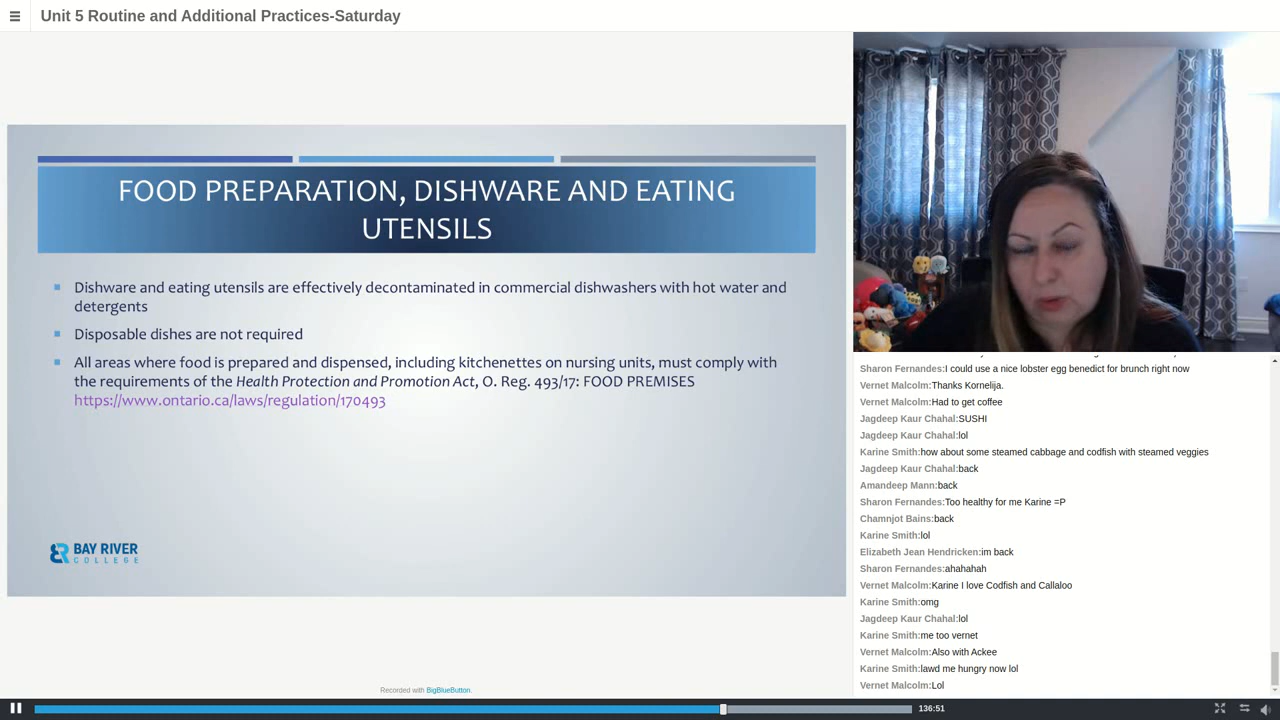 Unit 5 Routine and Additional Practices-Saturday
FOOD PREPARATION, DISHWARE AND EATING
UTENSILS
Dishware and eating utensils are effectively decontaminated in commercial dishwashers with hot water and
detergents
Disposable dishes are not required
All areas where food is prepared and dispensed, including kitchenettes on nursing units, must comply with
the requirements of the Health Protection and Promotion Act, O. Reg. 493/17: FOOD PREMISES
https://www.ontario.ca/laws/regulation/170493
BAY RIVER
COLLEGE
Recorded with BigBlueButton.
Sharon Fernandes:I could use a nice lobster egg benedict for brunch right now
Vernet Malcolm:Thanks Kornelija.
Vernet Malcolm:Had to get coffee
Jagdeep Kaur Chahal:SUSHI
Jagdeep Kaur Chahal:lol
Karine Smith:how about some steamed cabbage and codfish with steamed veggies
Jagdeep Kaur Chahal:back
Amandeep Mann:back
Sharon Fernandes:Too healthy for me Karine =P
Chamnjot Bains:back
Karine Smith:lol
Elizabeth Jean Hendricken:im back
Sharon Fernandes:ahahahah
Vernet Malcolm:Karine I love Codfish and Callaloo
Karine Smith:omg
Jagdeep Kaur Chahal:lol
Karine Smith:me too vernet
Vernet Malcolm:Also with Ackee
Karine Smith:lawd me hungry now lol
Vernet Malcolm:Lol
136:51